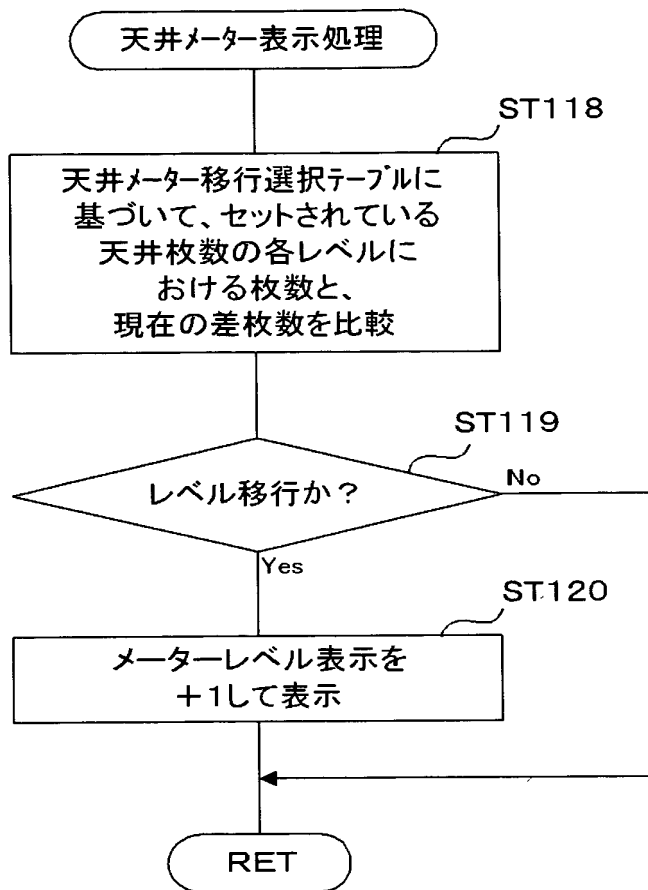 天井メーター表示処理
ST118
天井メーター移行選択テーブルに
基づいて、セットされている
天井枚数の各レベルに
おける枚数と、
現在の差枚数を比較
ST119
レベル移行か？
No
Yes
ST120
メーターレベル表示を
＋1して表示
RET